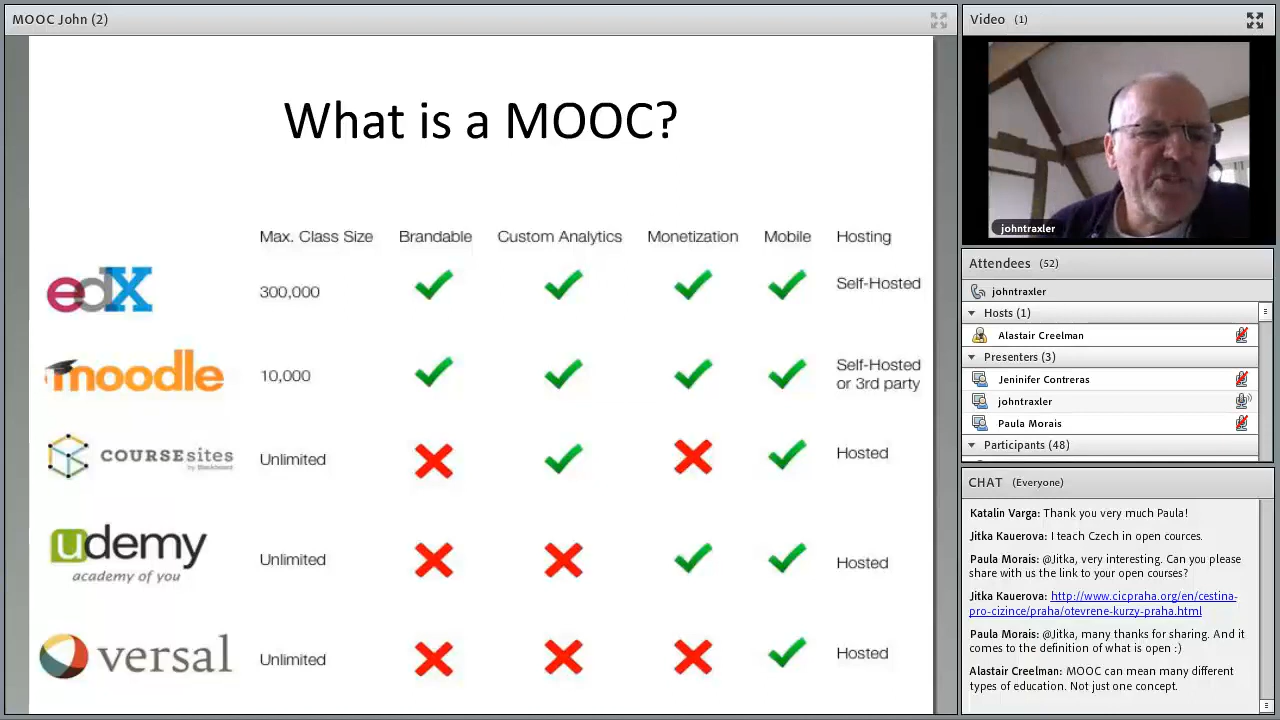 MOOC John (2)
What is a MOOC?
Max. Class Size Brandable Custom Analytics Monetization Mobile Hosting
edX 300,000 Self-Hosted
moodle 10,000 Self-Hosted
or 3rd party
COURSEsites Unlimited Hosted
by Blackboard
udemy Unlimited Hosted
academy of you
versal Unlimited Hosted
Video (1)
johntraxler
Attendees (52)
johntraxler
Hosts (1)
Alastair Creelman
Presenters (3)
Jeninifer Contreras
johntraxler
Paula Morais
Participants (48)
CHAT (Everyone)
Katalin Varga: Thank you very much Paula!
Jitka Kauerova: I teach Czech in open cources.
Paula Morais: @Jitka, very interesting. Can you please
share with us the link to your open courses?
Jitka Kauerova: http://www.cicpraha.org/en/cestina-
pro-cizince/praha/otevrene-kurzy-praha.html
Paula Morais: @Jitka, many thanks for sharing. And it
comes to the definition of what is open :)
Alastair Creelman: MOOC can mean many different
types of education. Not just one concept.